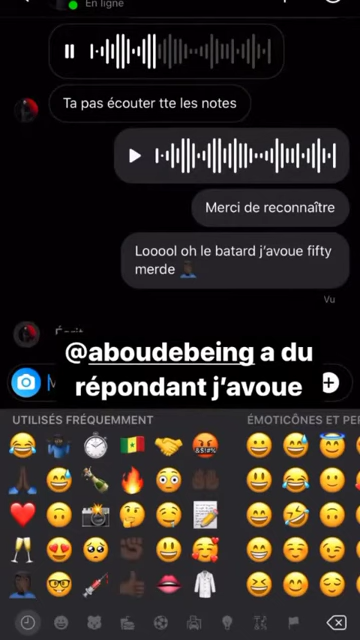 En ligne
Ta pas écouter tte les notes
Merci de reconnaître
Looool oh le batard j’avoue fifty
merde
Vu
@aboudebeing a du
répondant j’avoue
UTILISÉS FRÉQUEMMENT
ÉMOTICÔNES ET PER